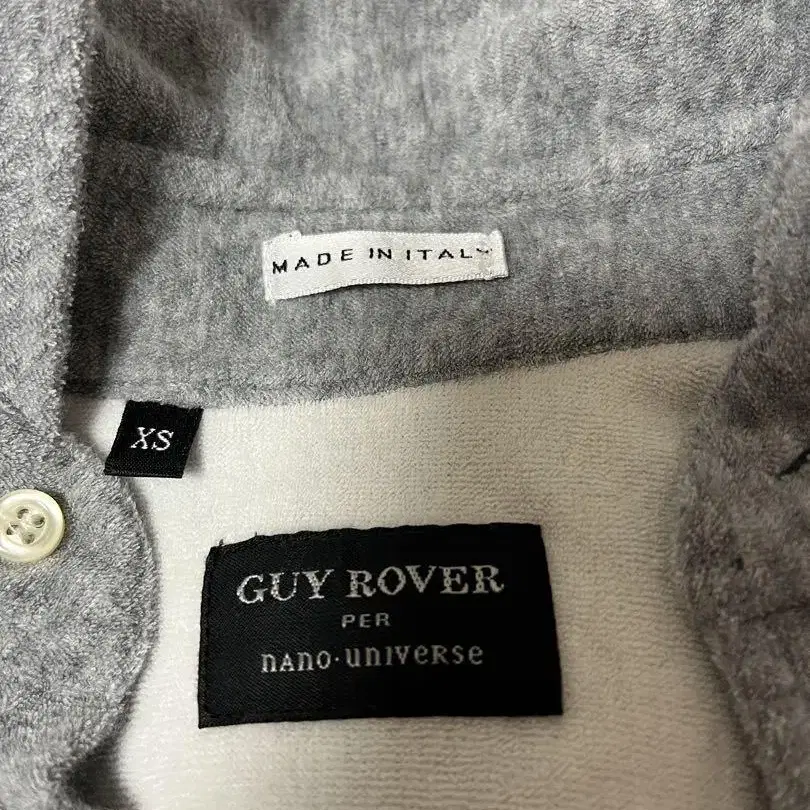 MADE IN ITALY
XS
GUY ROVER
PER
nano·universe